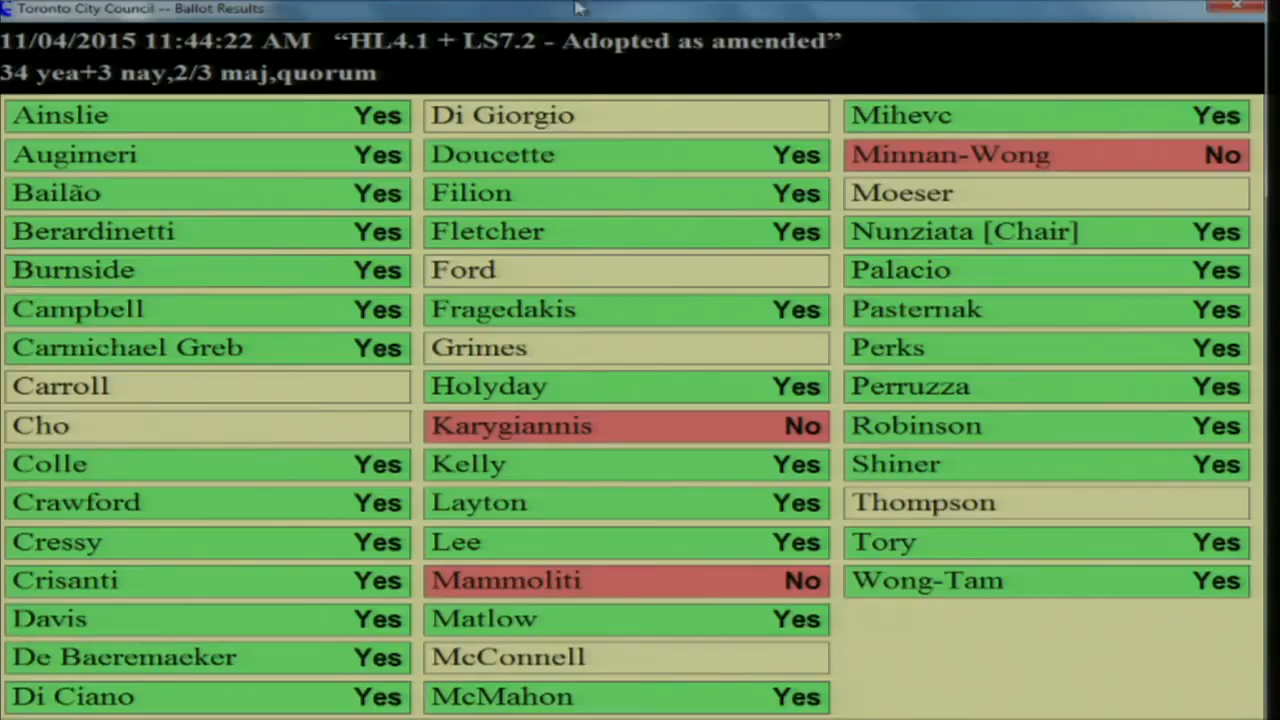 Toronto City Council -- Ballot Results
11/04/2015 11:44:22 AM “HL4.1 + LS7.2 - Adopted as amended”
34 yea+3 nay,2/3 maj,quorum
Ainslie Yes
Augimeri Yes
Bailão Yes
Berardinetti Yes
Burnside Yes
Campbell Yes
Carmichael Greb Yes
Carroll
Cho
Colle Yes
Crawford Yes
Cressy Yes
Crisanti Yes
Davis Yes
De Baeremaeker Yes
Di Ciano Yes
Di Giorgio
Doucette Yes
Filion Yes
Fletcher Yes
Ford
Fragedakis Yes
Grimes
Holyday Yes
Karygiannis No
Kelly Yes
Layton Yes
Lee Yes
Mammoliti No
Matlow Yes
McConnell
McMahon Yes
Mihevc Yes
Minnan-Wong No
Moeser
Nunziata [Chair] Yes
Palacio Yes
Pasternak Yes
Perks Yes
Perruzza Yes
Robinson Yes
Shiner Yes
Thompson
Tory Yes
Wong-Tam Yes